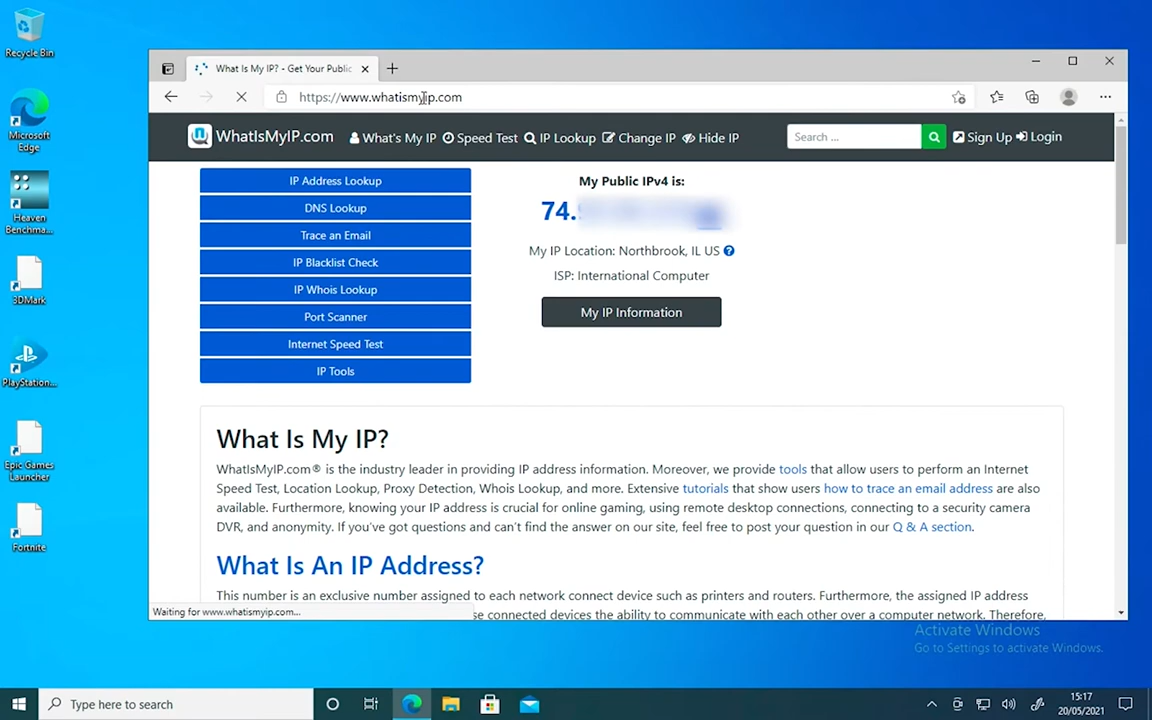 Recycle Bin
Microsoft
Edge
Heaven
Benchma...
3DMark
PlayStation...
Epic Games
Launcher
Fortnite
What Is My IP? - Get Your Public
https://www.whatismyip.com
WhatIsMyIP.com What's My IP Speed Test IP Lookup Change IP Hide IP Search ... Sign Up Login
IP Address Lookup
DNS Lookup
Trace an Email
IP Blacklist Check
IP Whois Lookup
Port Scanner
Internet Speed Test
IP Tools
My Public IPv4 is:
74.
My IP Location: Northbrook, IL US
ISP: International Computer
My IP Information
What Is My IP?
WhatIsMyIP.com® is the industry leader in providing IP address information. Moreover, we provide tools that allow users to perform an Internet
Speed Test, Location Lookup, Proxy Detection, Whois Lookup, and more. Extensive tutorials that show users how to trace an email address are also
available. Furthermore, knowing your IP address is crucial for online gaming, using remote desktop connections, connecting to a security camera
DVR, and anonymity. If you've got questions and can't find the answer on our site, feel free to post your question in our Q & A section.
What Is An IP Address?
This number is an exclusive number assigned to each network connect device such as printers and routers. Furthermore, the assigned IP address
se connected devices the ability to communicate with each other over a computer network. Therefore,
Waiting for www.whatismyip.com...
Activate Windows
Go to Settings to activate Windows.
Type here to search
15:17
20/05/2021